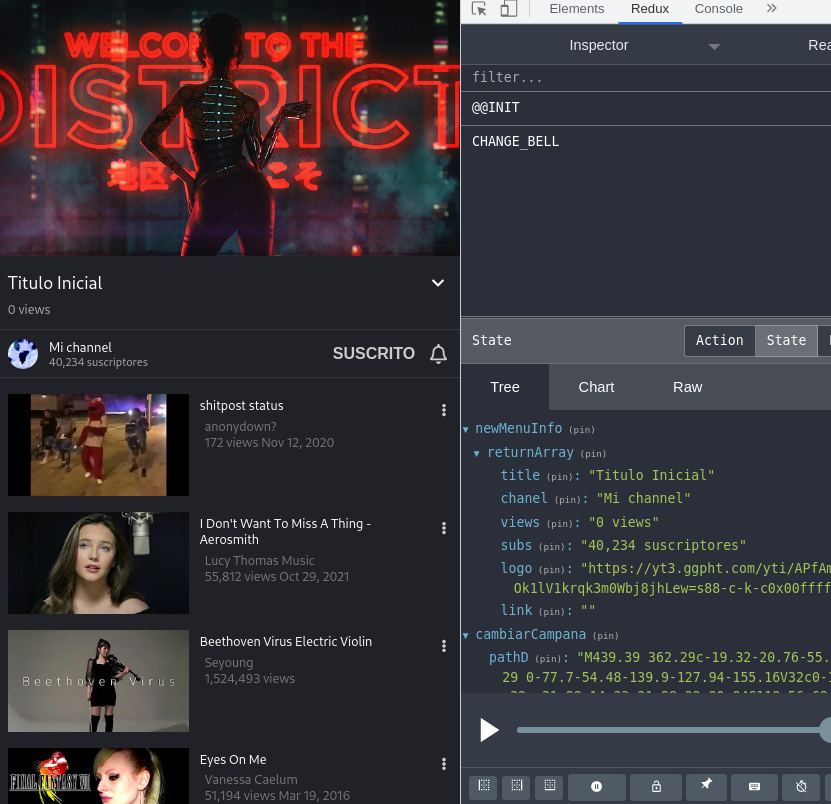 WELCOME TO THE
DISTRICT
地区へ こそ
Titulo Inicial
0 views
Mi channel
40,234 suscriptores
SUSCRITO
shitpost status
anonydown?
172 views Nov 12, 2020
I Don't Want To Miss A Thing -
Aerosmith
Lucy Thomas Music
55,812 views Oct 29, 2021
Beethoven Virus
Beethoven Virus Electric Violin
Seyoung
1,524,493 views
FINAL FANTASY VIII
Eyes On Me
Vanessa Caelum
51,194 views Mar 19, 2016
Elements Redux Console
Inspector Rea
filter...
@@INIT
CHANGE_BELL
State Action State
Tree Chart Raw
newMenuInfo (pin)
returnArray (pin)
title (pin): "Titulo Inicial"
chanel (pin): "Mi channel"
views (pin): "0 views"
subs (pin): "40,234 suscriptores"
logo (pin): "https://yt3.ggpht.com/yti/APfAm
Ok1lV1krqk3m0Wbj8jhLew=s88-c-k-c0x00ffff
link (pin): ""
cambiarCampana (pin)
pathD (pin): "M439.39 362.29c-19.32-20.76-55.
29 0-77.7-54.48-139.9-127.94-155.16V32c0-1